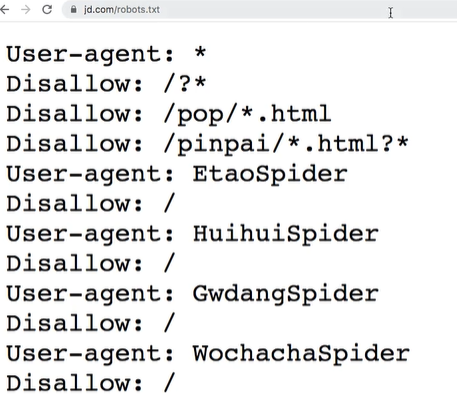 jd.com/robots.txt
User-agent: *
Disallow: /?*
Disallow: /pop/*.html
Disallow: /pinpai/*.html?*
User-agent: EtaoSpider
Disallow: /
User-agent: HuihuiSpider
Disallow: /
User-agent: GwdangSpider
Disallow: /
User-agent: WochachaSpider
Disallow: /